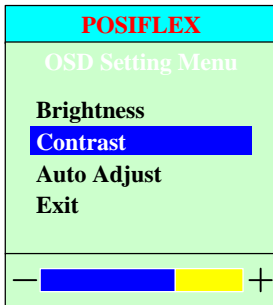 POSIFLEX
OSD Setting Menu
Brightness
Contrast
Auto Adjust
Exit
− +